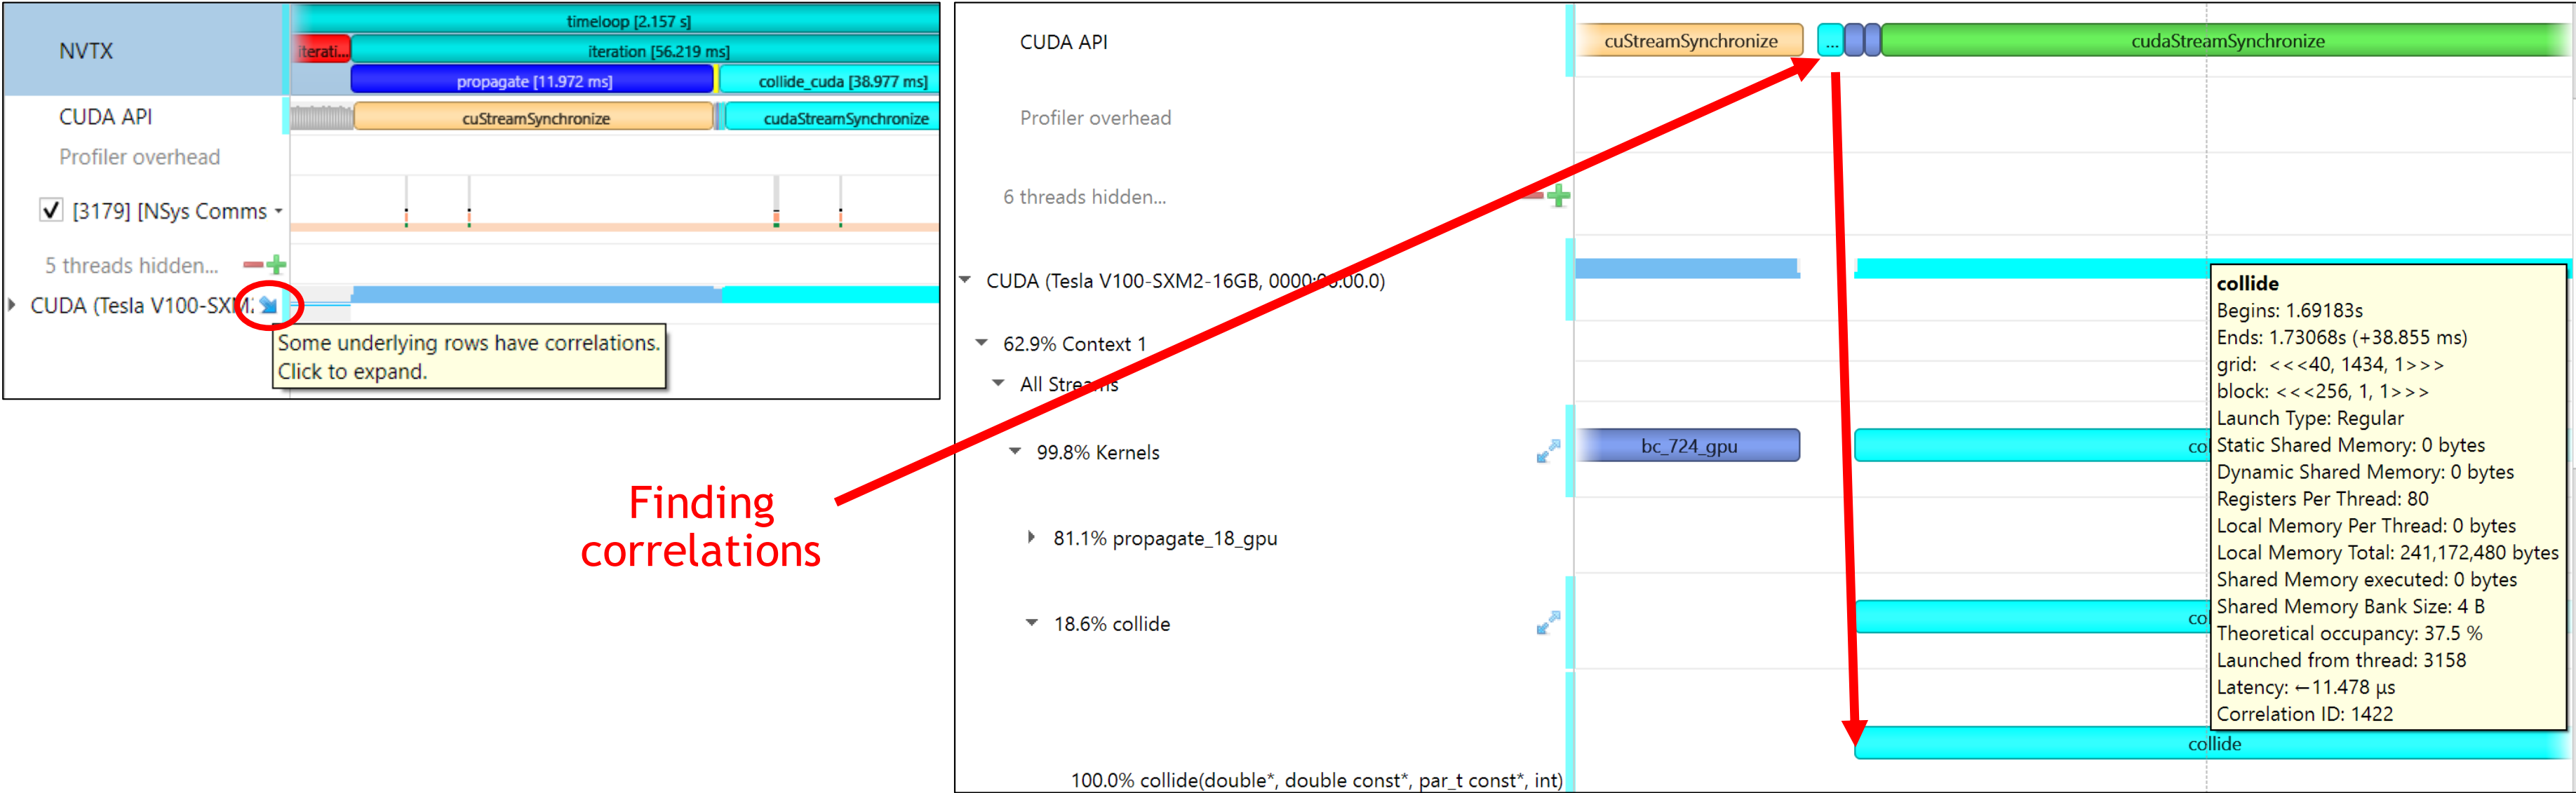 timeloop [2.157 s]
NVTX
iterati...
iteration [56.219 ms]
propagate [11.972 ms]
collide_cuda [38.977 ms]
CUDA API
cuStreamSynchronize
cudaStreamSynchronize
Profiler overhead
[3179] [NSys Comms
5 threads hidden...
CUDA (Tesla V100-SXM2
Some underlying rows have correlations.
Click to expand.
Finding
correlations
CUDA API
cuStreamSynchronize
...
cudaStreamSynchronize
Profiler overhead
6 threads hidden...
CUDA (Tesla V100-SXM2-16GB, 0000:06:00.0)
62.9% Context 1
All Streams
99.8% Kernels
bc_724_gpu
col
81.1% propagate_18_gpu
18.6% collide
col
collide
100.0% collide(double*, double const*, par_t const*, int)
collide
Begins: 1.69183s
Ends: 1.73068s (+38.855 ms)
grid: <<<40, 1434, 1>>>
block: <<<256, 1, 1>>>
Launch Type: Regular
Static Shared Memory: 0 bytes
Dynamic Shared Memory: 0 bytes
Registers Per Thread: 80
Local Memory Per Thread: 0 bytes
Local Memory Total: 241,172,480 bytes
Shared Memory executed: 0 bytes
Shared Memory Bank Size: 4 B
Theoretical occupancy: 37.5 %
Launched from thread: 3158
Latency: ←11.478 μs
Correlation ID: 1422